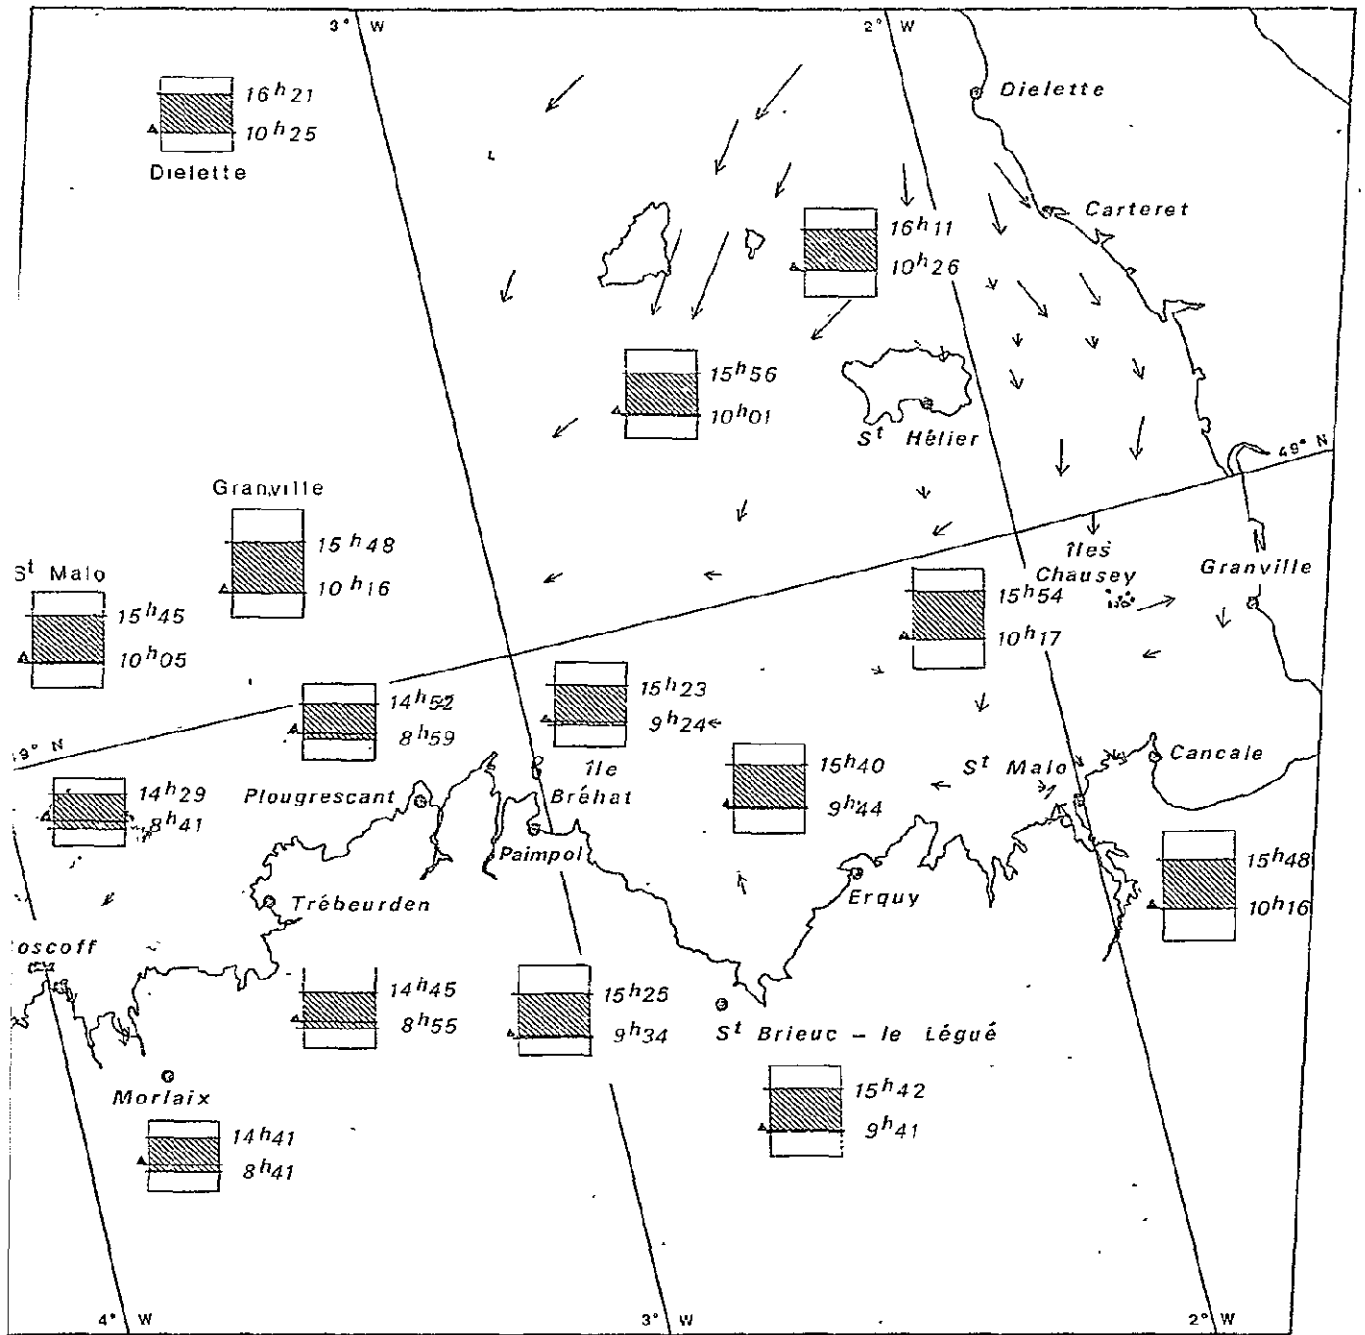 3° W
2° W
Dielette
16h21
10h25
Dielette
Carteret
16h11
10h26
15h56
10h01
St Hélier
49° N
Granville
15h48
10h16
îles
Chausey
Granville
St Malo
15h45
10h05
15h54
10h17
14h52
8h59
15h23
9h24
49° N
île
Bréhat
St Malo
Cancale
14h29
8h41
Plougrescant
15h40
9h44
Paimpol
15h48
10h16
Trébeurden
Erquy
oscoff
14h45
8h55
15h25
9h34
St Brieuc - le Légué
Morlaix
15h42
9h41
14h41
8h41
4° W
3° W
2° W